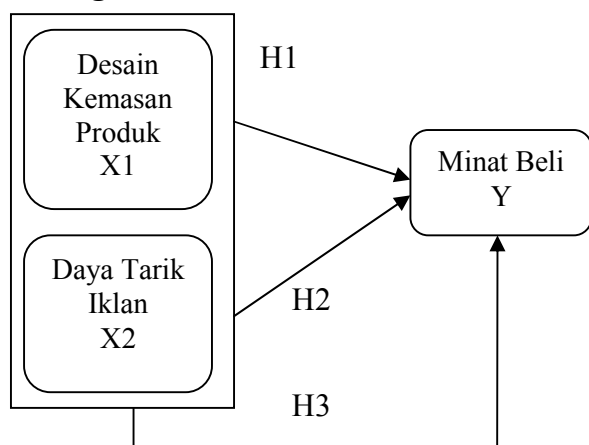 Desain
Kemasan
Produk
X1
H1
Minat Beli
Y
Daya Tarik
Iklan
X2
H2
H3